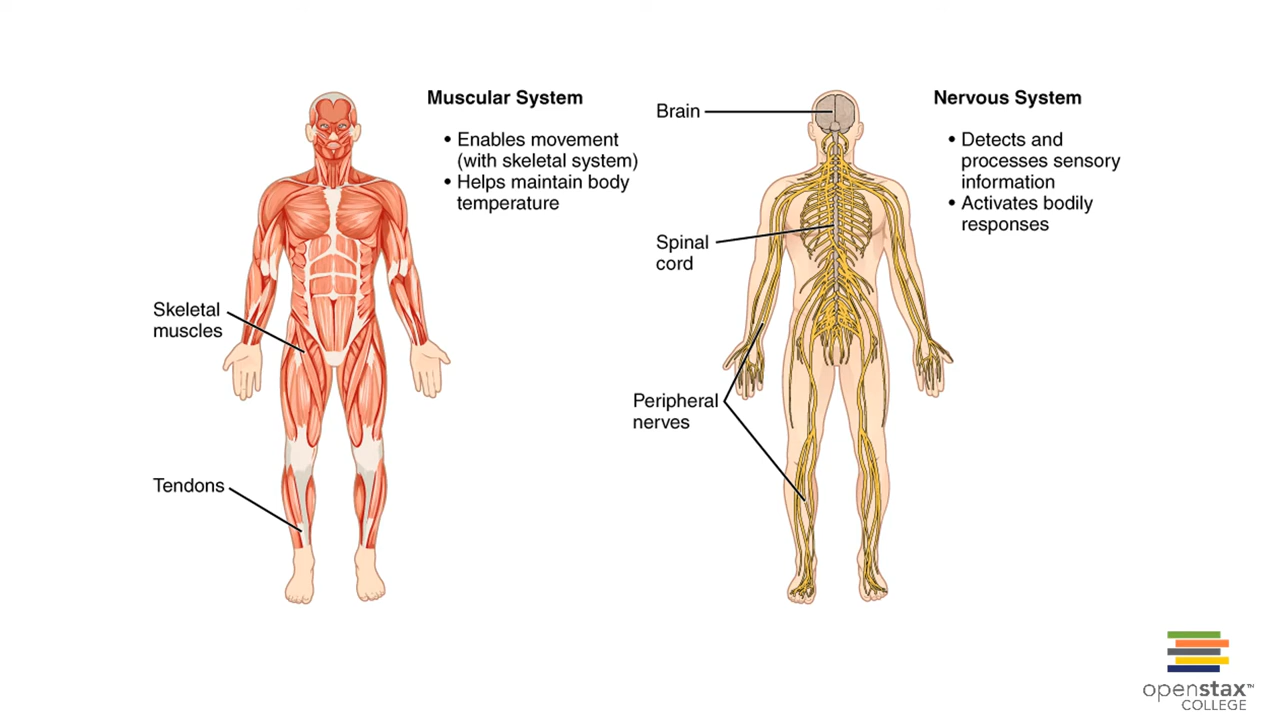 Muscular System
• Enables movement
(with skeletal system)
• Helps maintain body
temperature
Skeletal
muscles
Tendons
Nervous System
• Detects and
processes sensory
information
• Activates bodily
responses
Brain
Spinal
cord
Peripheral
nerves
openstax™
COLLEGE